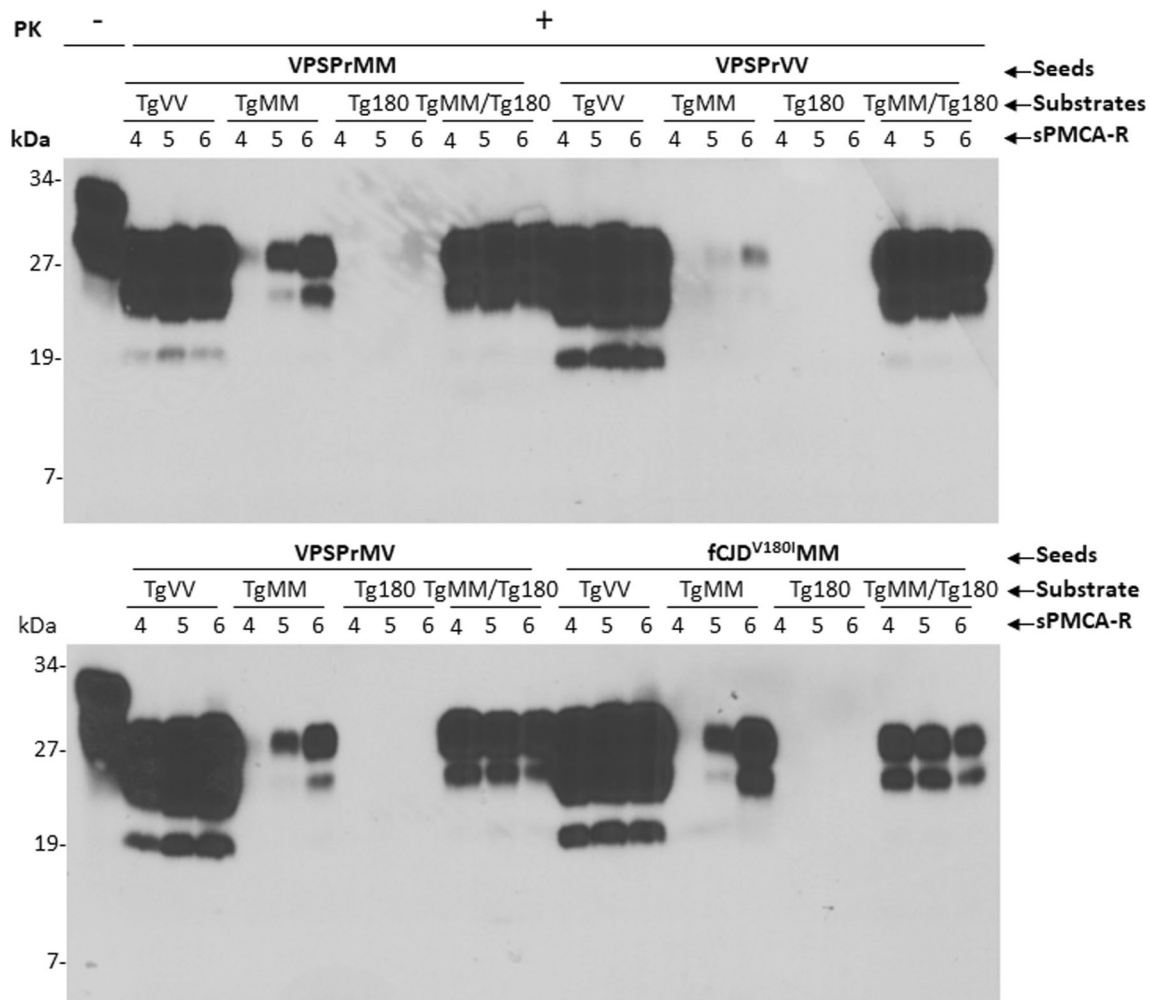 PK - +
VPSPrMM VPSPrVV ←Seeds
TgVV TgMM Tg180 TgMM/Tg180 TgVV TgMM Tg180 TgMM/Tg180 ←Substrates
kDa 4 5 6 4 5 6 4 5 6 4 5 6 4 5 6 4 5 6 4 5 6 4 5 6 ←sPMCA-R
34-
27-
19-
7-
VPSPrMV fCJDV180IMM ←Seeds
TgVV TgMM Tg180 TgMM/Tg180 TgVV TgMM Tg180 TgMM/Tg180 ←Substrate
kDa 4 5 6 4 5 6 4 5 6 4 5 6 4 5 6 4 5 6 4 5 6 4 5 6 ←sPMCA-R
34-
27-
19-
7-